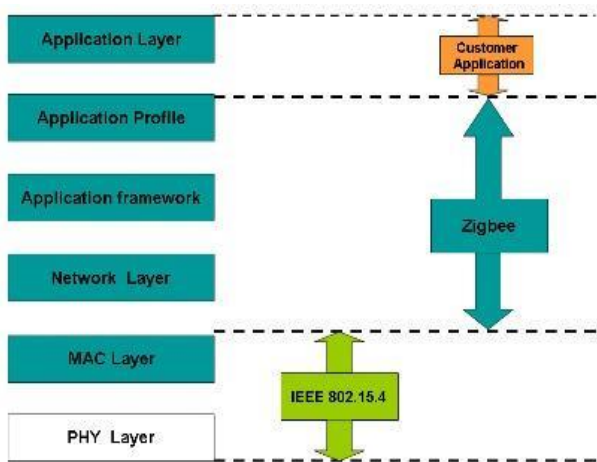 Application Layer
Customer
Application
Application Profile
Application framework
Zigbee
Network Layer
MAC Layer
IEEE 802.15.4
PHY Layer